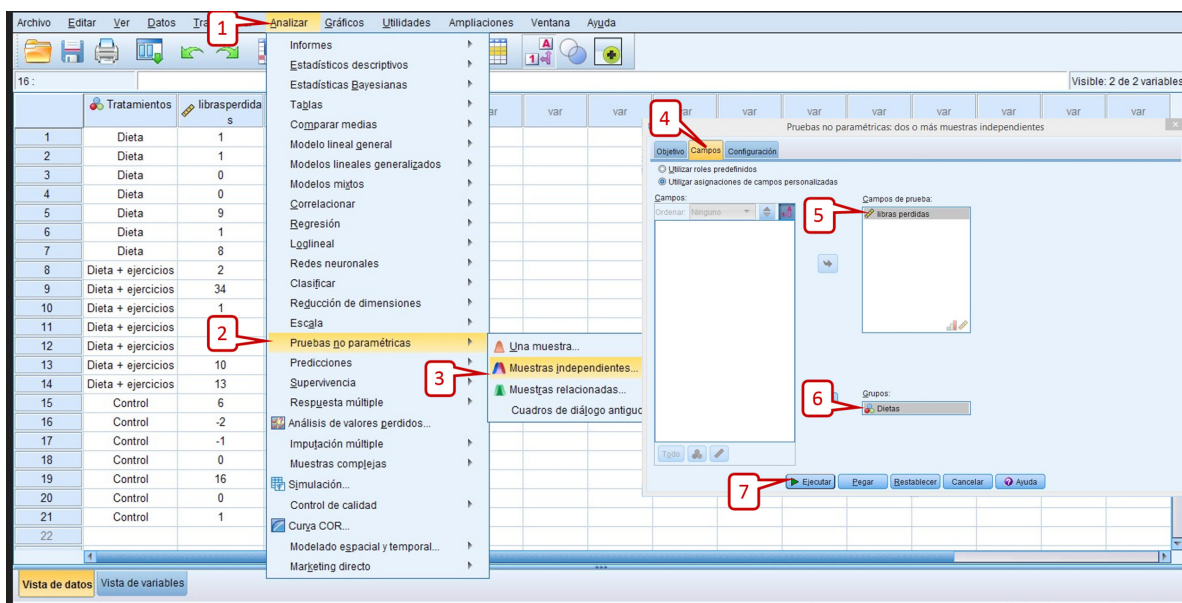 Archivo Editar Ver Datos Analizar Gráficos Utilidades Ampliaciones Ventana Ayuda
1
16 :
Visible: 2 de 2 variables
Tratamientos librasperdidas var var var var var var var var var var
1 Dieta 1
2 Dieta 1
3 Dieta 0
4 Dieta 0
5 Dieta 9
6 Dieta 1
7 Dieta 8
8 Dieta + ejercicios 2
9 Dieta + ejercicios 34
10 Dieta + ejercicios 1
11 Dieta + ejercicios
12 Dieta + ejercicios
13 Dieta + ejercicios 10
14 Dieta + ejercicios 13
15 Control 6
16 Control -2
17 Control -1
18 Control 0
19 Control 16
20 Control 0
21 Control 1
22
Informes
Estadísticos descriptivos
Estadísticas Bayesianas
Tablas
Comparar medias
Modelo lineal general
Modelos lineales generalizados
Modelos mixtos
Correlacionar
Regresión
Loglineal
Redes neuronales
Clasificar
Reducción de dimensiones
Escala
2
Pruebas no paramétricas
Predicciones
Supervivencia
Respuesta múltiple
Análisis de valores perdidos...
Imputación múltiple
Muestras complejas
Simulación...
Control de calidad
Curva COR...
Modelado espacial y temporal...
Marketing directo
Una muestra...
3
Muestras independientes...
Muestras relacionadas...
Cuadros de diálogo antiguo
4
Pruebas no paramétricas: dos o más muestras independientes
Objetivo Campos Configuración
Utilizar roles predefinidos
Utilizar asignaciones de campos personalizadas
Campos:
Ordenar: Ninguno
Campos de prueba:
5
libras perdidas
Grupos:
6
Dietas
Todo
7
Ejecutar Pegar Restablecer Cancelar Ayuda
Vista de datos Vista de variables